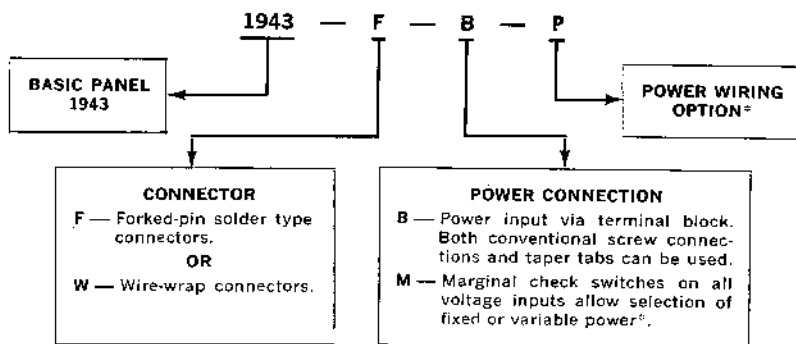 1943 — F — B — P
BASIC PANEL
1943
POWER WIRING
OPTION*
CONNECTOR
F — Forked-pin solder type
connectors.
OR
W — Wire-wrap connectors.
POWER CONNECTION
B — Power input via terminal block.
Both conventional screw connec-
tions and taper tabs can be used.
M — Marginal check switches on all
voltage inputs allow selection of
fixed or variable power*.